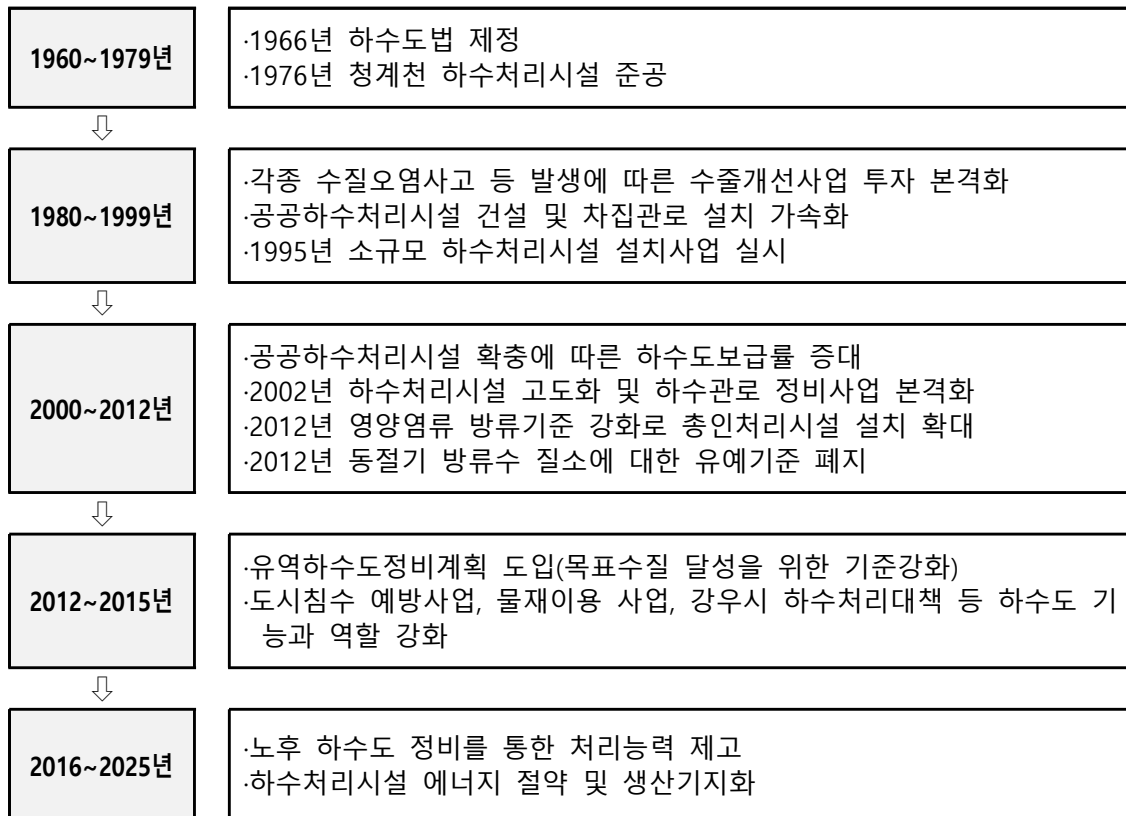 1960~1979년
·1966년 하수도법 제정
·1976년 청계천 하수처리시설 준공
⇩
1980~1999년
·각종 수질오염사고 등 발생에 따른 수줄개선사업 투자 본격화
·공공하수처리시설 건설 및 차집관로 설치 가속화
·1995년 소규모 하수처리시설 설치사업 실시
⇩
2000~2012년
·공공하수처리시설 확충에 따른 하수도보급률 증대
·2002년 하수처리시설 고도화 및 하수관로 정비사업 본격화
·2012년 영양염류 방류기준 강화로 총인처리시설 설치 확대
·2012년 동절기 방류수 질소에 대한 유예기준 폐지
⇩
2012~2015년
·유역하수도정비계획 도입(목표수질 달성을 위한 기준강화)
·도시침수 예방사업, 물재이용 사업, 강우시 하수처리대책 등 하수도 기
능과 역할 강화
⇩
2016~2025년
·노후 하수도 정비를 통한 처리능력 제고
·하수처리시설 에너지 절약 및 생산기지화